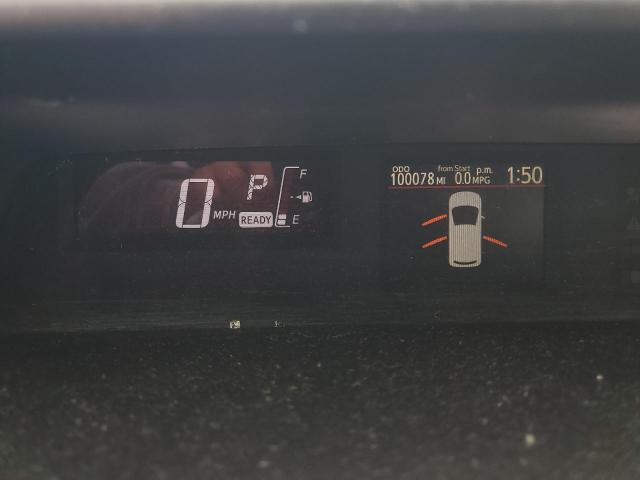 0 MPH
P
READY
F
E
ODO from Start p.m. 1:50
100078 MI 0.0 MPG